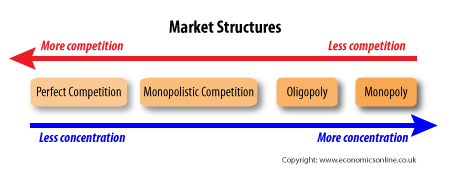 Market Structures
More competition Less competition
Perfect Competition Monopolistic Competition Oligopoly Monopoly
Less concentration More concentration
Copyright: www.economicsonline.co.uk